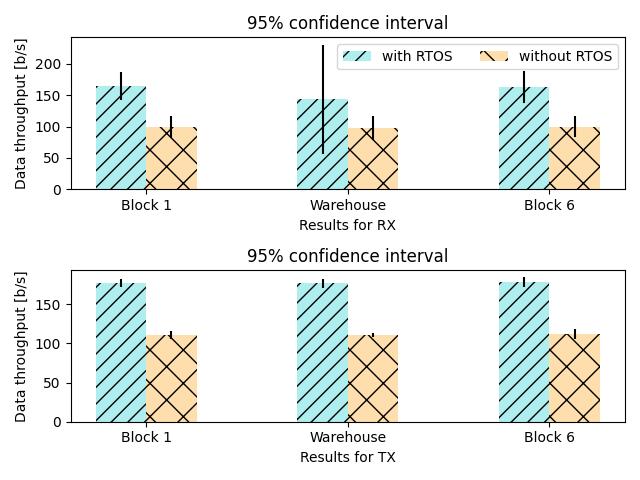 95% confidence interval
Data throughput [b/s]
200
150
100
50
0
with RTOS
without RTOS
Block 1
Warehouse
Block 6
Results for RX
95% confidence interval
Data throughput [b/s]
150
100
50
0
Block 1
Warehouse
Block 6
Results for TX